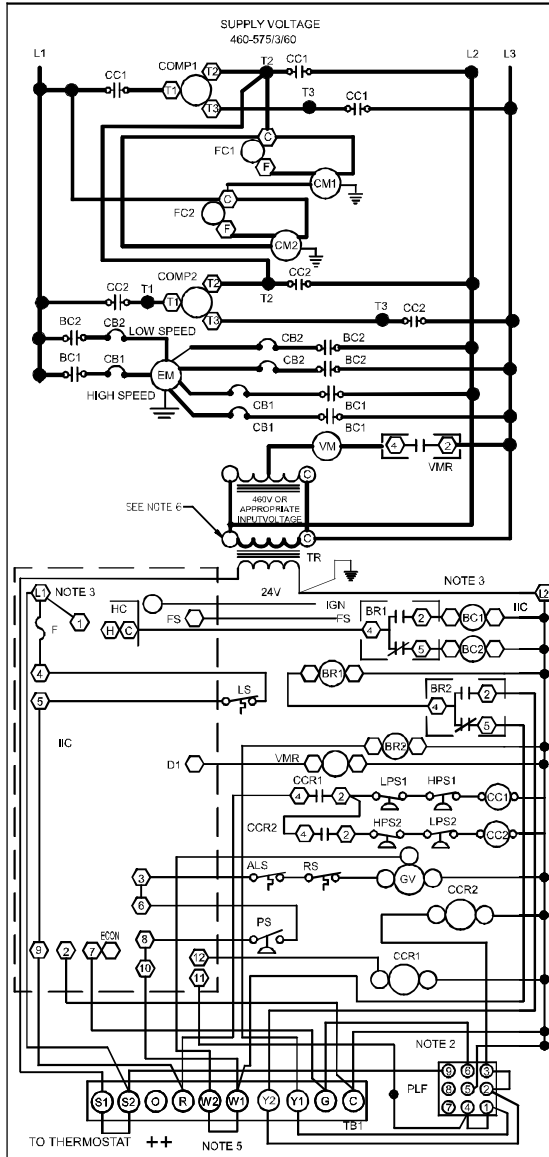 SUPPLY VOLTAGE
460-575/3/60
L1 L2 L3
COMP1 T2 T2 CC1
CC1 T1
T3 T3 CC1
C
FC1
F
CM1
C
FC2
F
CM2
COMP2 T2 T2 CC2
CC2 T1 T1
T3 T3 CC2
BC2 CB2 LOW SPEED CB2 BC2
BC1 CB1 EM CB2 BC2
HIGH SPEED CB1 BC1
CB1 BC1
VM 4 2
VMR
C
460V OR
APPROPRIATE
INPUTVOLTAGE
SEE NOTE 6
C
TR
24V
L1 NOTE 3 NOTE 3 L2
1 HC IGN BR1 IIC
F H C FS FS 4 2 BC1
5 BC2
4 BR1
5 LS 4 BR2 2
5
IIC
BR2
D1 VMR
CCR1 LPS1 HPS1
4 2 CC1
CCR2 4 2 HPS2 LPS2 CC2
3 ALS RS GV
6 CCR2
ECON PS
9 2 7 8 12 CCR1
10 11
NOTE 2
9 6 3
PLF 8 5 2
7 4 1
S1 S2 O R W2 W1 Y2 Y1 G C
TB1
TO THERMOSTAT ++ NOTE 5